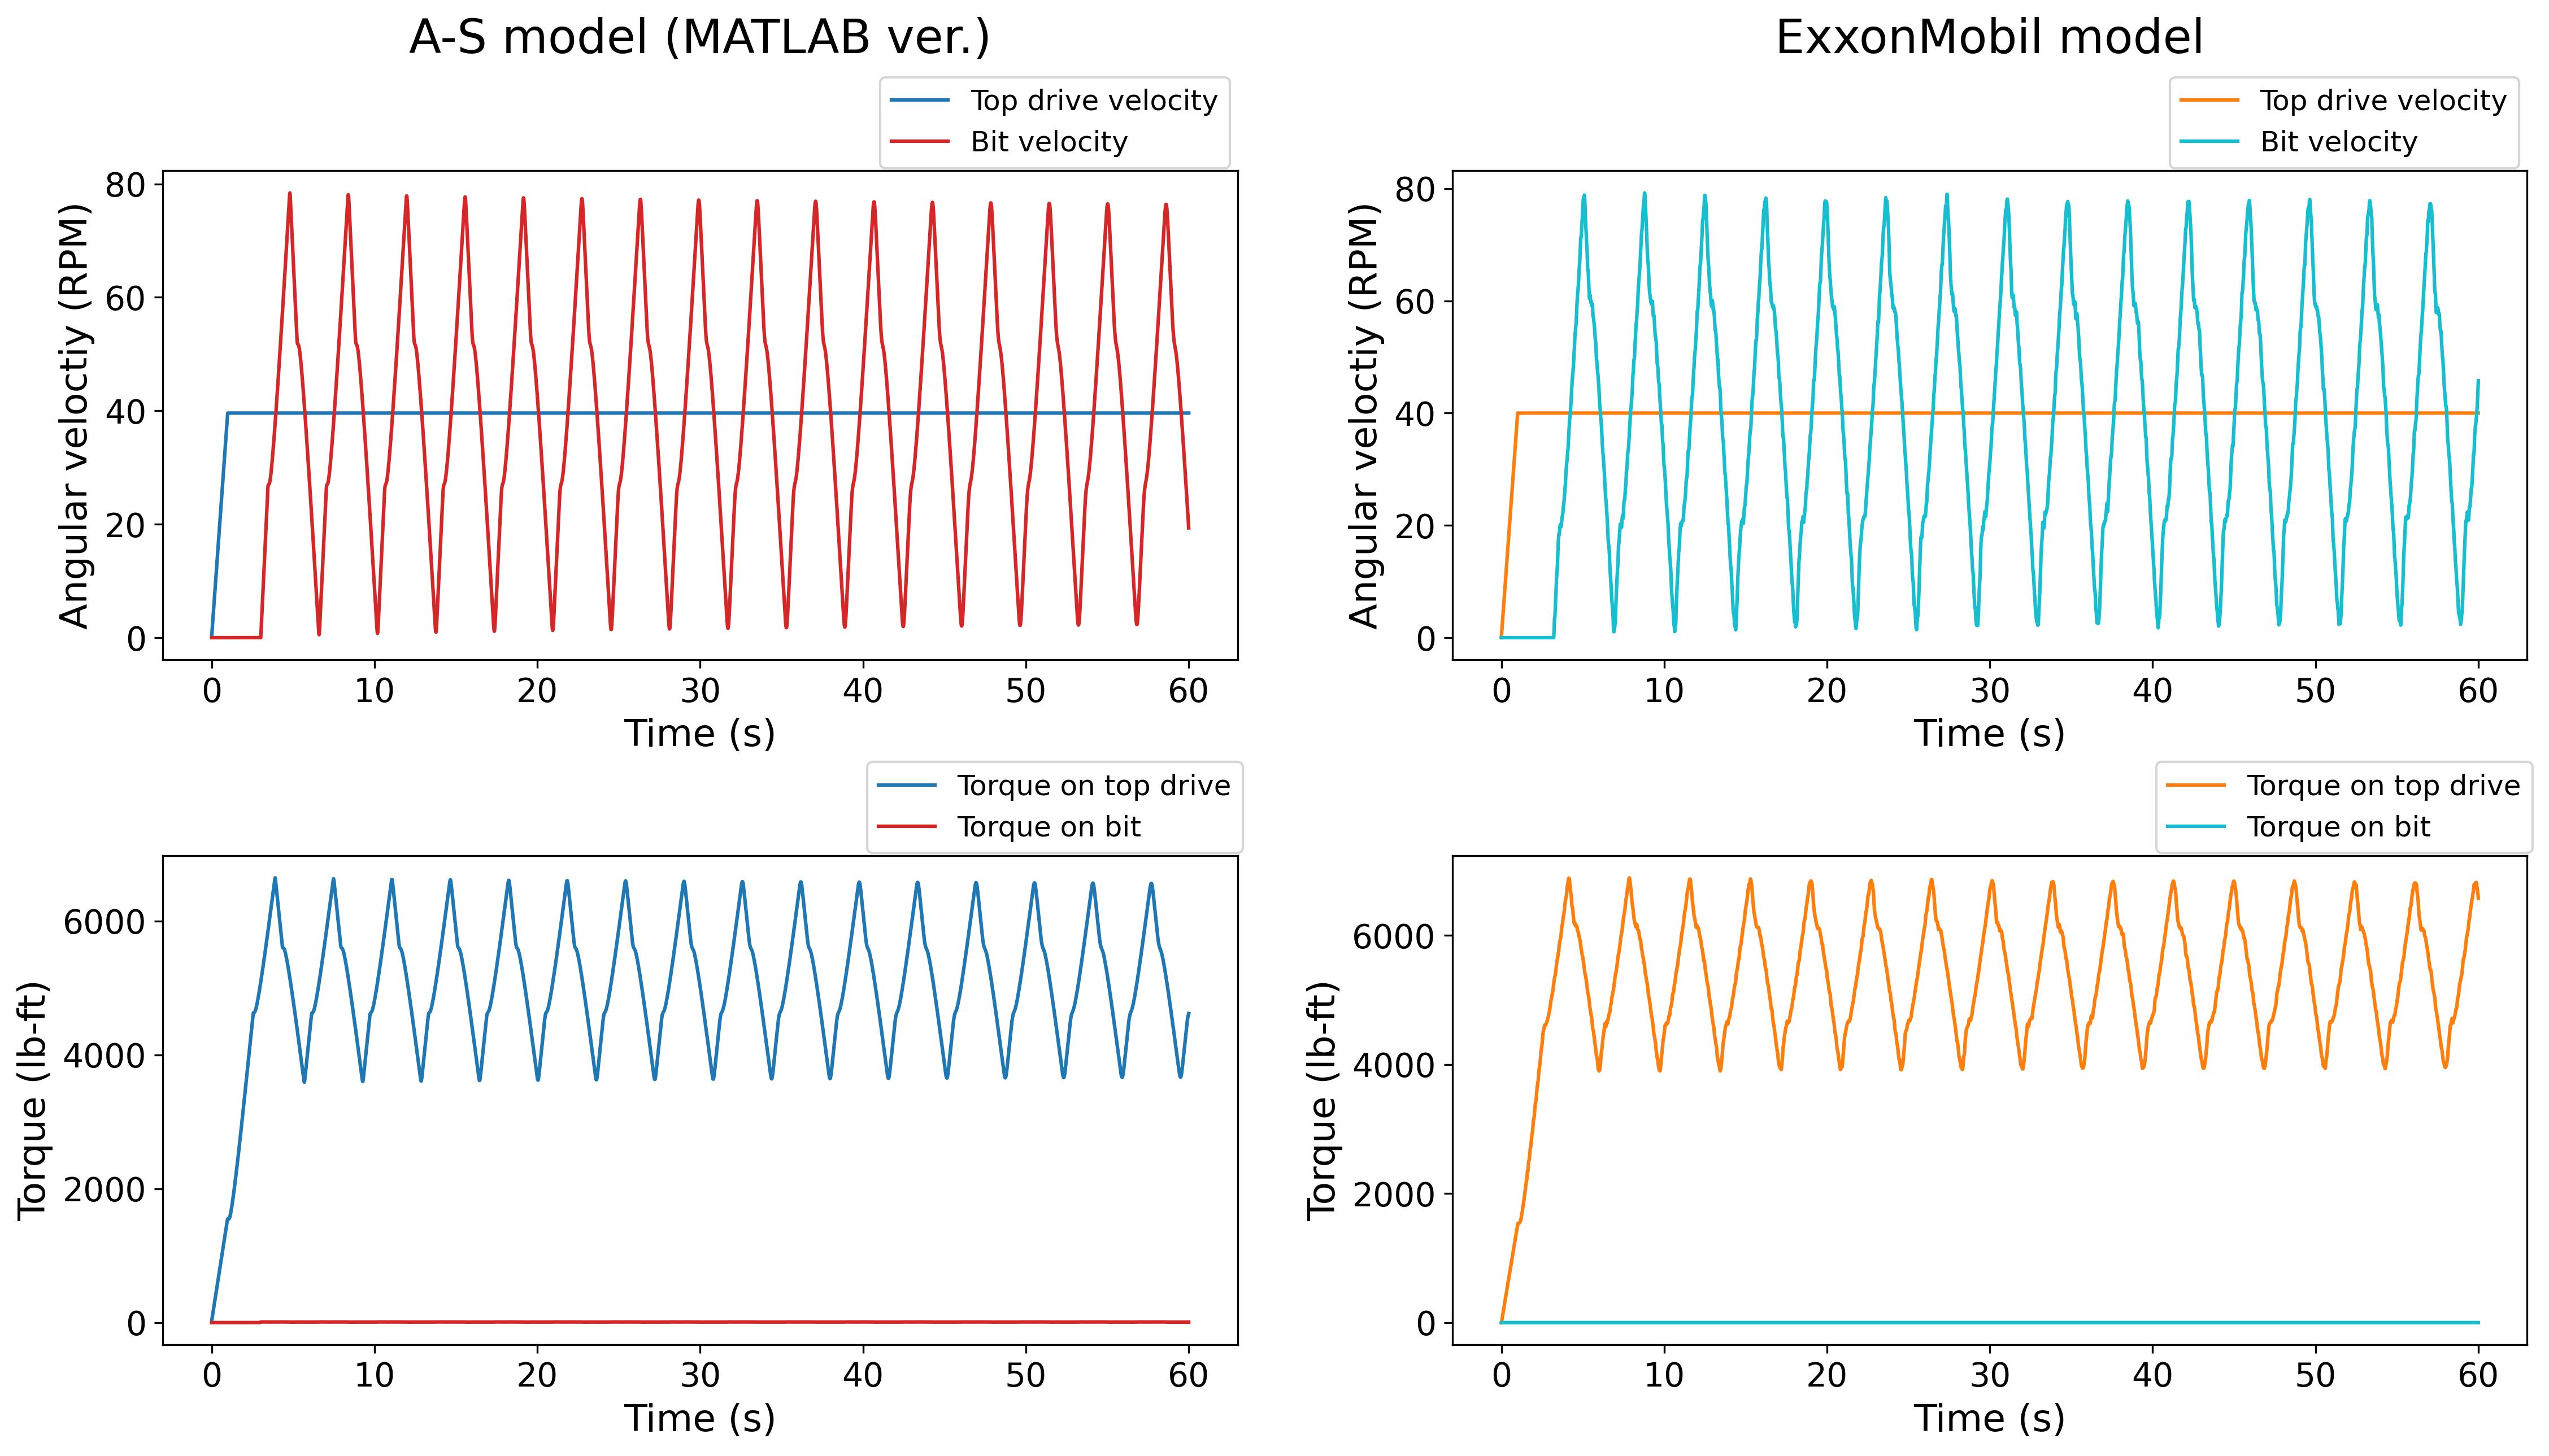 A-S model (MATLAB ver.)
Top drive velocity
Bit velocity
Angular veloctiy (RPM)
80
60
40
20
0
0 10 20 30 40 50 60
Time (s)
ExxonMobil model
Top drive velocity
Bit velocity
Angular veloctiy (RPM)
80
60
40
20
0
0 10 20 30 40 50 60
Time (s)
Torque on top drive
Torque on bit
Torque (lb-ft)
6000
4000
2000
0
0 10 20 30 40 50 60
Time (s)
Torque on top drive
Torque on bit
Torque (lb-ft)
6000
4000
2000
0
0 10 20 30 40 50 60
Time (s)